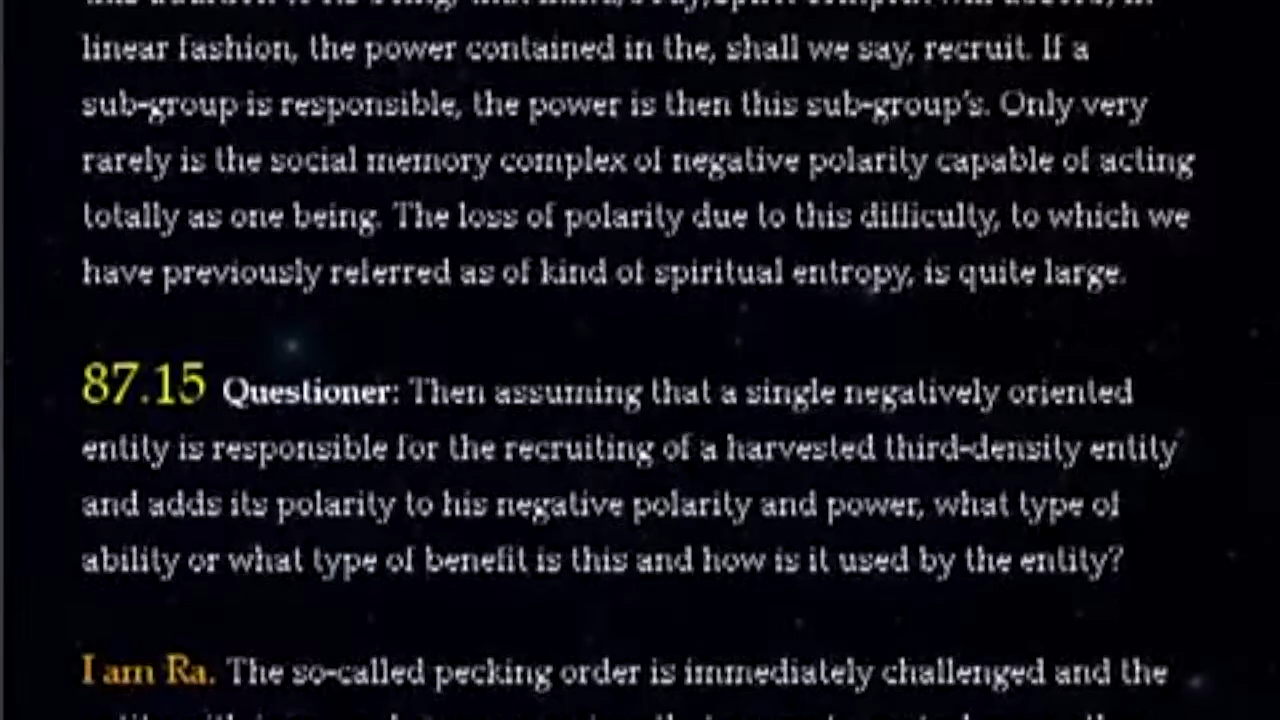 linear fashion, the power contained in the, shall we say, recruit. If a
sub-group is responsible, the power is then this sub-group's. Only very
rarely is the social memory complex of negative polarity capable of acting
totally as one being. The loss of polarity due to this difficulty, to which we
have previously referred as of kind of spiritual entropy, is quite large.
87.15 Questioner: Then assuming that a single negatively oriented
entity is responsible for the recruiting of a harvested third-density entity
and adds its polarity to his negative polarity and power, what type of
ability or what type of benefit is this and how is it used by the entity?
I am Ra. The so-called pecking order is immediately challenged and the